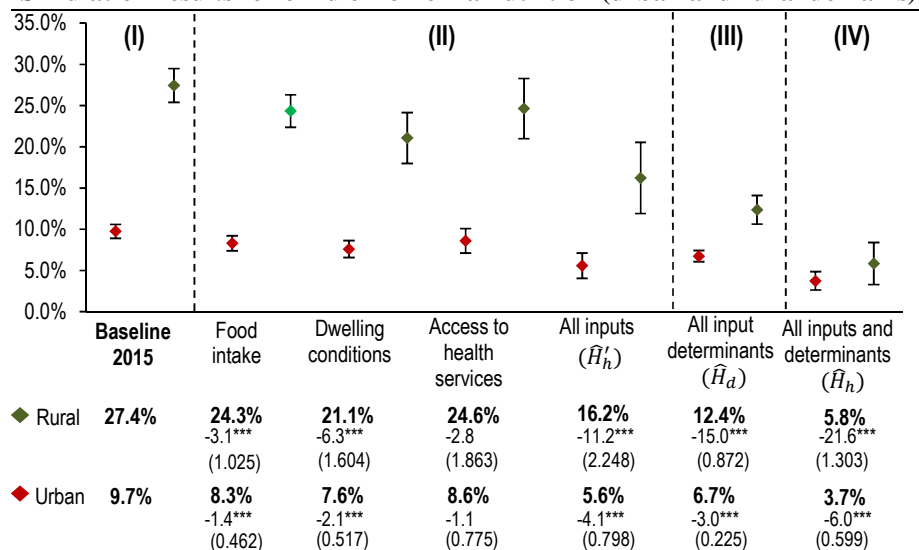 (I) (II) (III) (IV)
35.0%
30.0%
25.0%
20.0%
15.0%
10.0%
5.0%
0.0%
Baseline 2015
Food intake
Dwelling conditions
Access to health services
All inputs (Ĥ′h)
All input determinants (Ĥd)
All inputs and determinants (Ĥh)
Rural 27.4% 24.3% 21.1% 24.6% 16.2% 12.4% 5.8%
-3.1*** -6.3*** -2.8 -11.2*** -15.0*** -21.6***
(1.025) (1.604) (1.863) (2.248) (0.872) (1.303)
Urban 9.7% 8.3% 7.6% 8.6% 5.6% 6.7% 3.7%
-1.4*** -2.1*** -1.1 -4.1*** -3.0*** -6.0***
(0.462) (0.517) (0.775) (0.798) (0.225) (0.599)